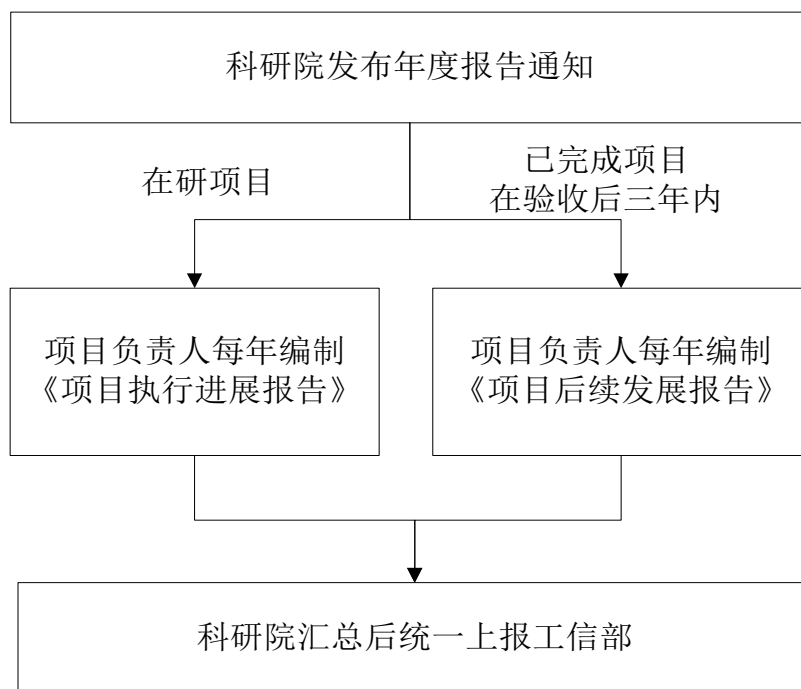 科研院发布年度报告通知
在研项目
已完成项目
在验收后三年内
项目负责人每年编制
《项目执行进展报告》
项目负责人每年编制
《项目后续发展报告》
科研院汇总后统一上报工信部